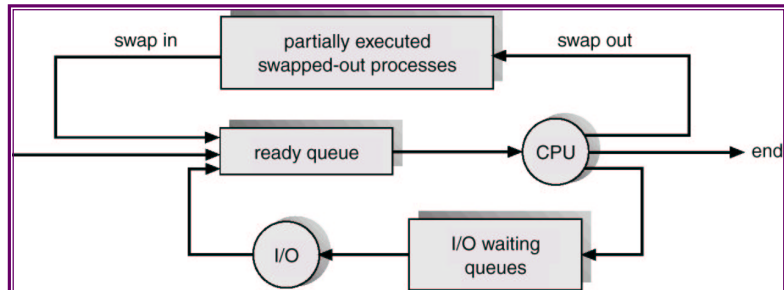 swap in
partially executed
swapped-out processes
swap out
ready queue
CPU
end
I/O
I/O waiting
queues